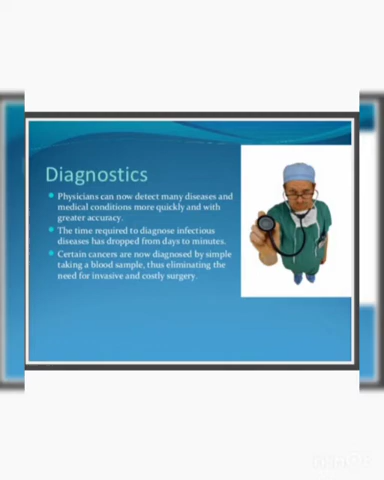 Diagnostics
Physicians can now detect many diseases and
medical conditions more quickly and with
greater accuracy.
The time required to diagnose infectious
diseases has dropped from days to minutes.
Certain cancers are now diagnosed by simple
taking a blood sample, thus eliminating the
need for invasive and costly surgery.